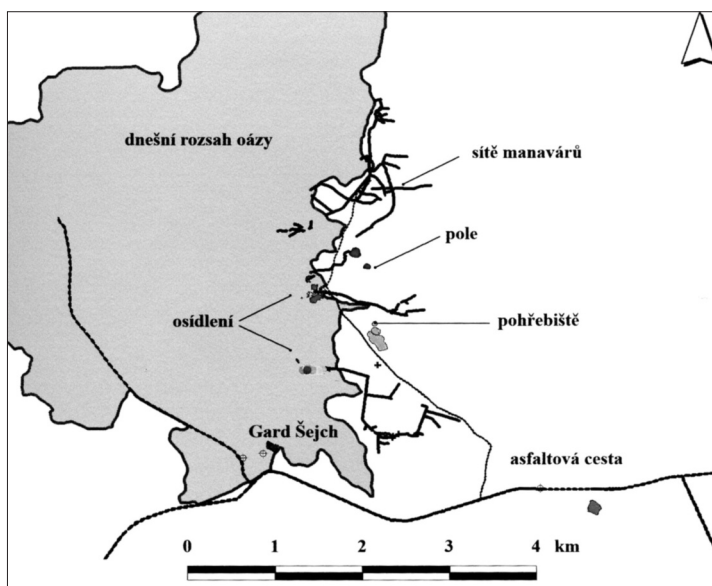 dnešní rozsah oázy
sítě manavárů
pole
osídlení
pohřebiště
Gard Šejch
asfaltová cesta
0 1 2 3 4 km